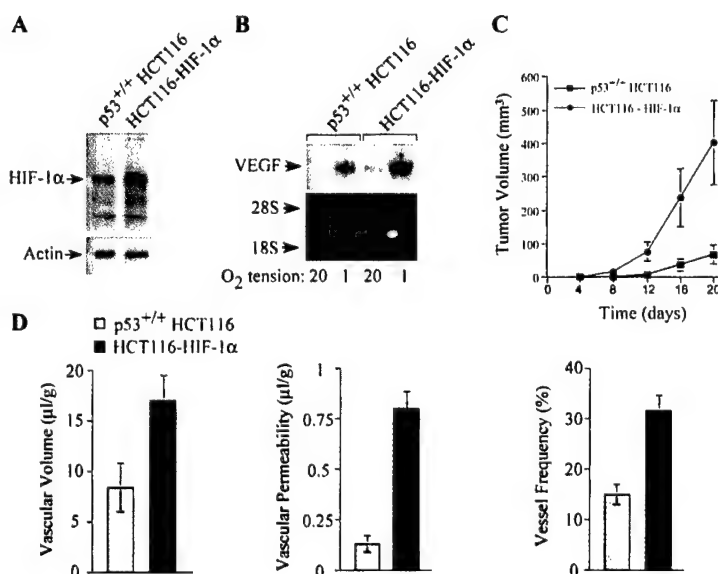 A
p53+/+ HCT116
HCT116-HIF-1α
HIF-1α
Actin
B
p53+/+ HCT116
HCT116-HIF-1α
VEGF
28S
18S
O2 tension: 20 1 20 1
C
p53+/+ HCT116
HCT116 - HIF-1α
Tumor Volume (mm3)
600
500
400
300
200
100
0
0 4 8 12 16 20
Time (days)
D
p53+/+ HCT116
HCT116-HIF-1α
Vascular Volume (µl/g)
20
15
10
5
0
Vascular Permeability (µl/g)
1
0.75
0.5
0.25
0
Vessel Frequency (%)
40
30
20
10
0